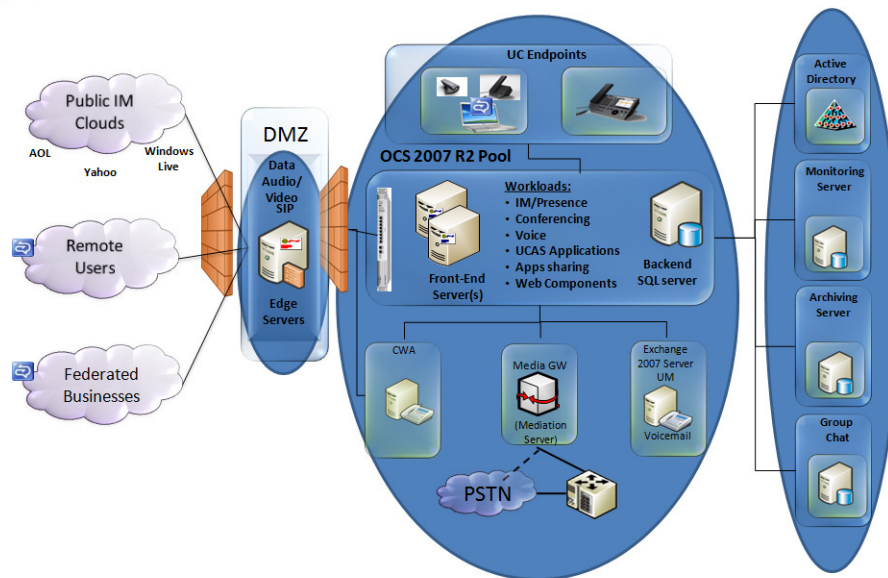 Public IM
Clouds
AOL
Yahoo
Windows
Live
Remote
Users
Federated
Businesses
DMZ
Data
Audio/
Video
SIP
Edge
Servers
UC Endpoints
OCS 2007 R2 Pool
Front-End
Server(s)
Workloads:
• IM/Presence
• Conferencing
• Voice
• UCAS Applications
• Apps sharing
• Web Components
Backend
SQL server
CWA
Media GW
(Mediation
Server)
Exchange
2007 Server
UM
Voicemail
PSTN
Active
Directory
Monitoring
Server
Archiving
Server
Group
Chat